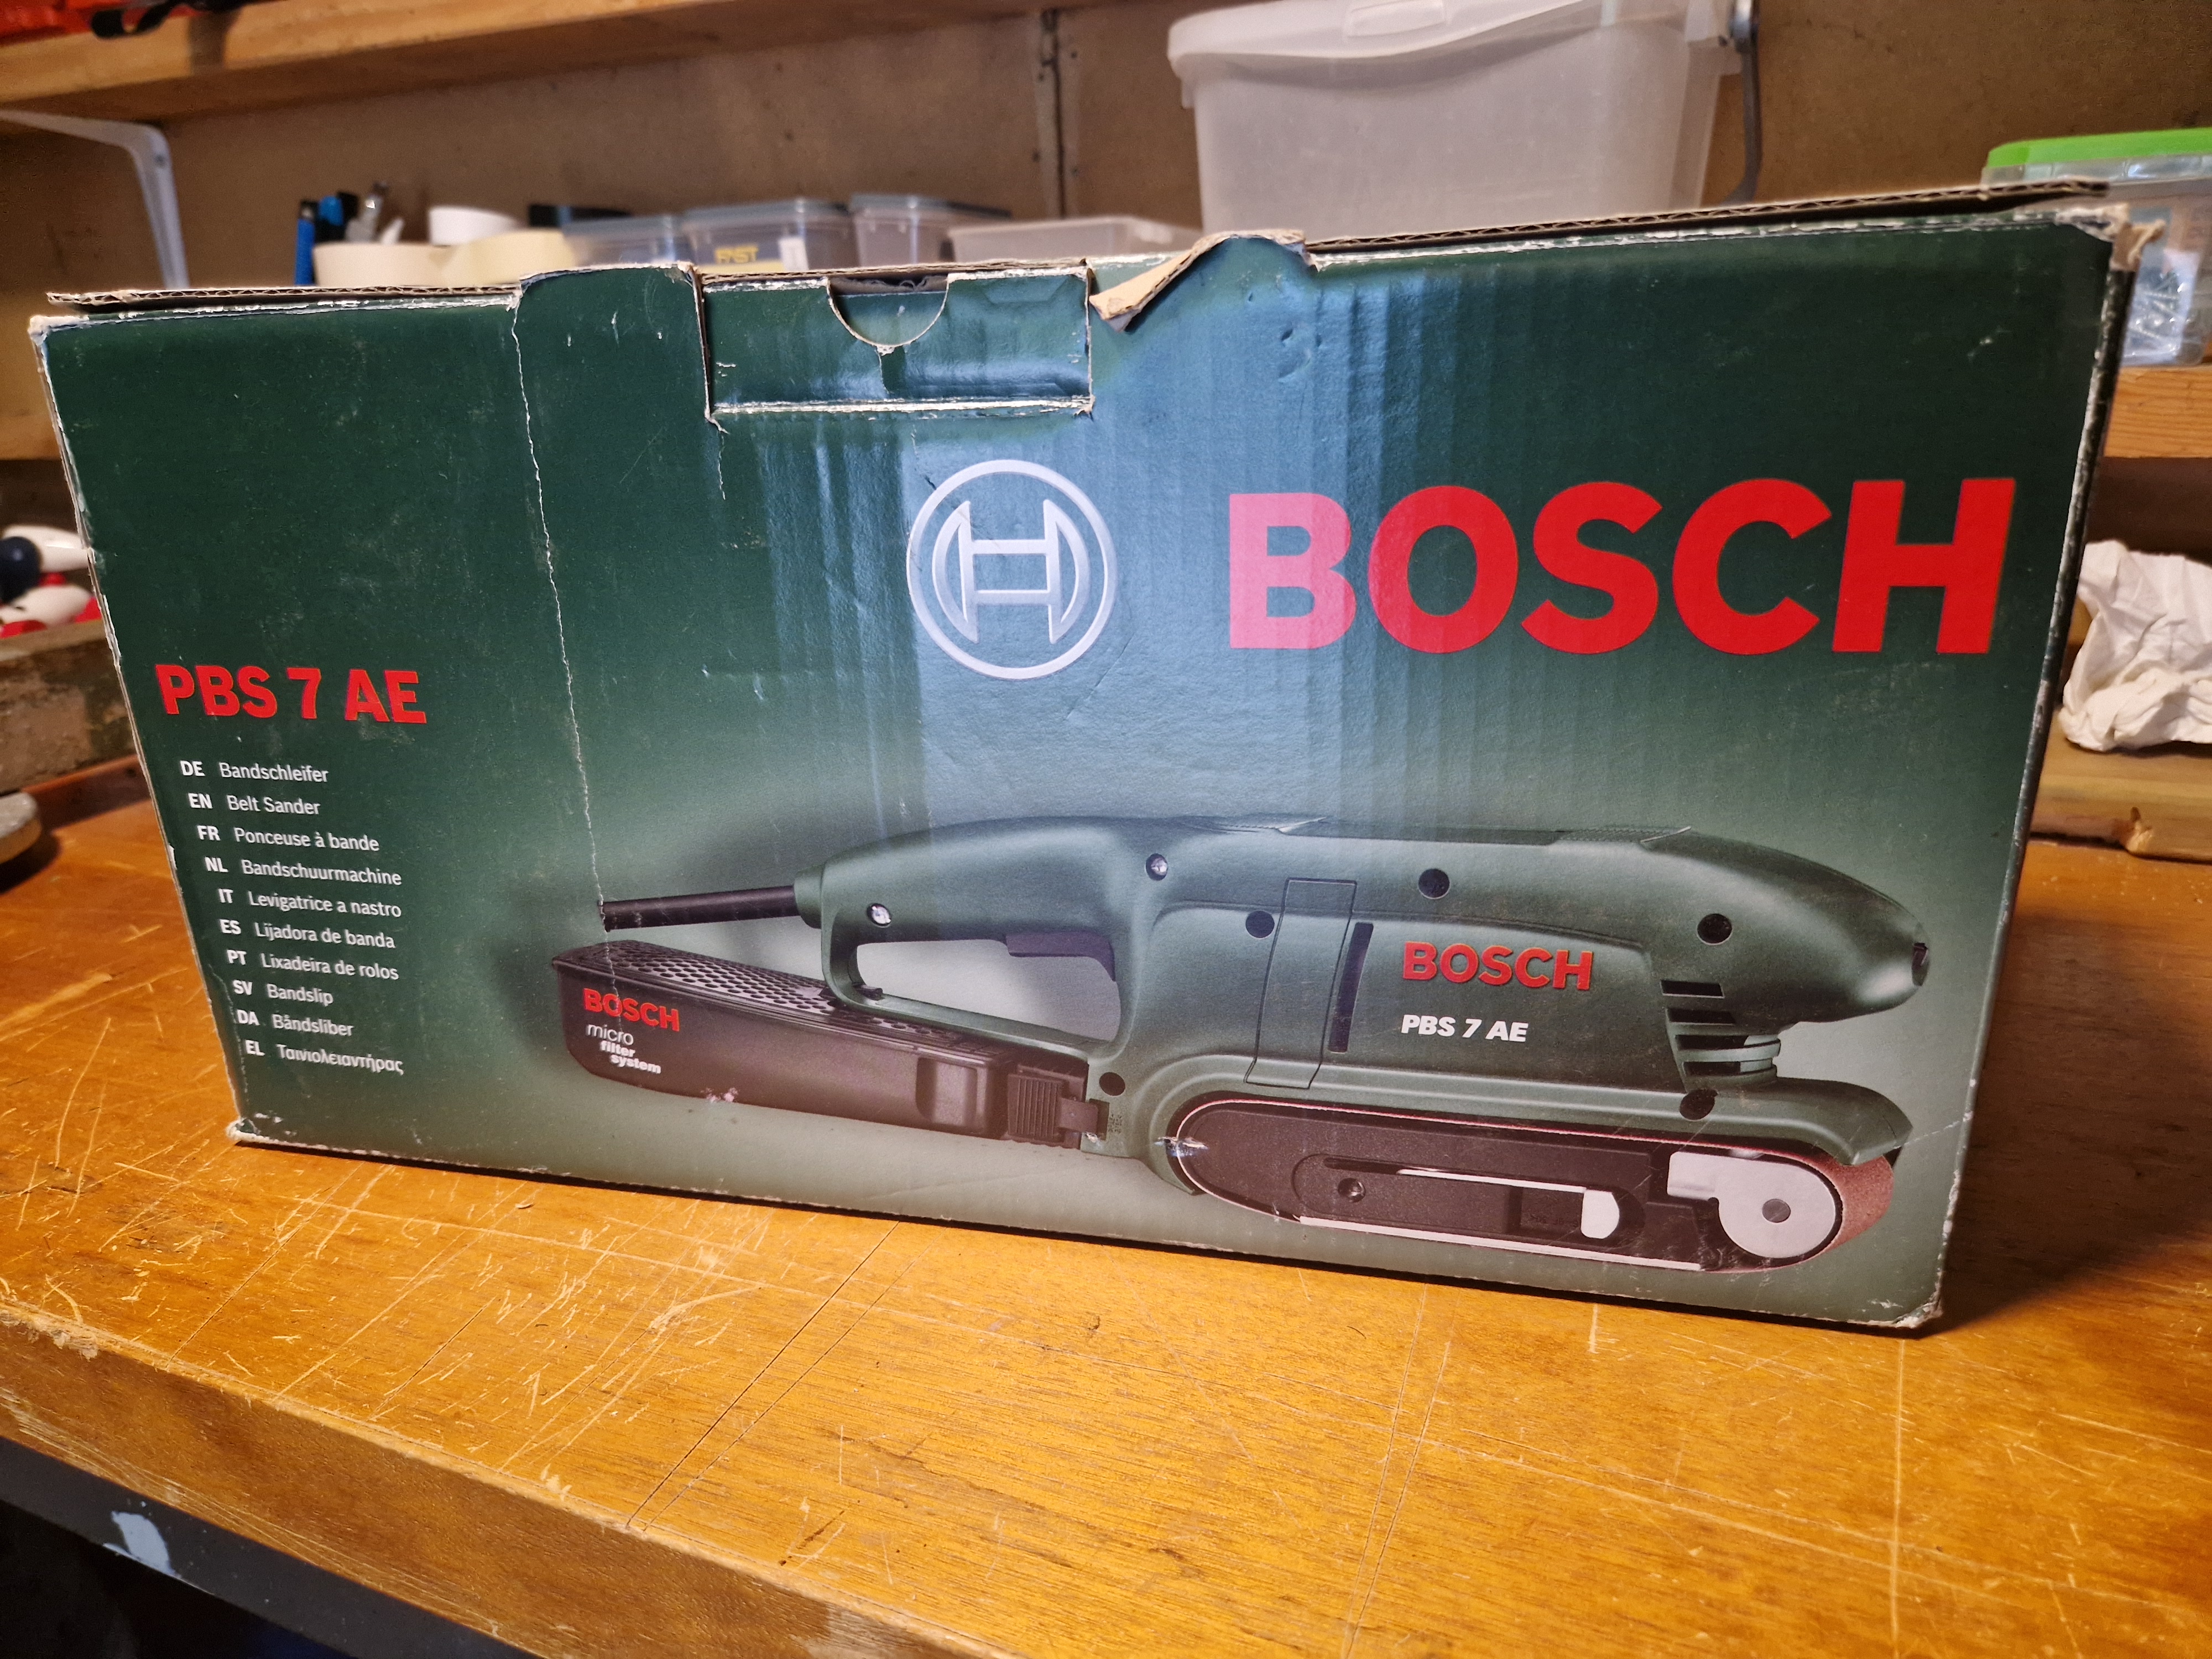 FAST
BOSCH
PBS 7 AE
DE Bandschleifer
EN Belt Sander
FR Ponceuse à bande
NL Bandschuurmachine
IT Levigatrice a nastro
ES Lijadora de banda
PT Lixadeira de rolos
SV Bandslip
DA Båndsliber
EL Ταινιολειαντήρας
BOSCH
micro
filter
system
BOSCH
PBS 7 AE